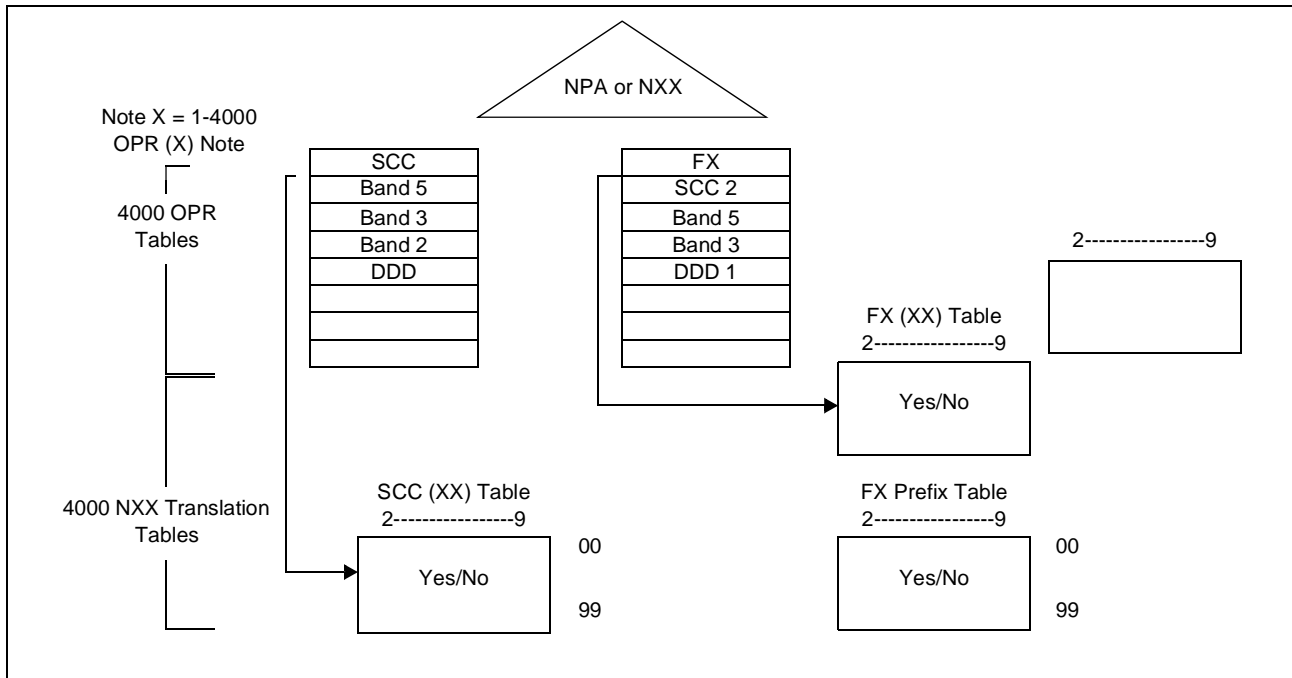 NPA or NXX
Note X = 1-4000
OPR (X) Note
4000 OPR
Tables
SCC
Band 5
Band 3
Band 2
DDD
FX
SCC 2
Band 5
Band 3
DDD 1
2-----------------9
FX (XX) Table
2-----------------9
Yes/No
4000 NXX Translation
Tables
SCC (XX) Table
2-----------------9
Yes/No
00
99
FX Prefix Table
2-----------------9
Yes/No
00
99